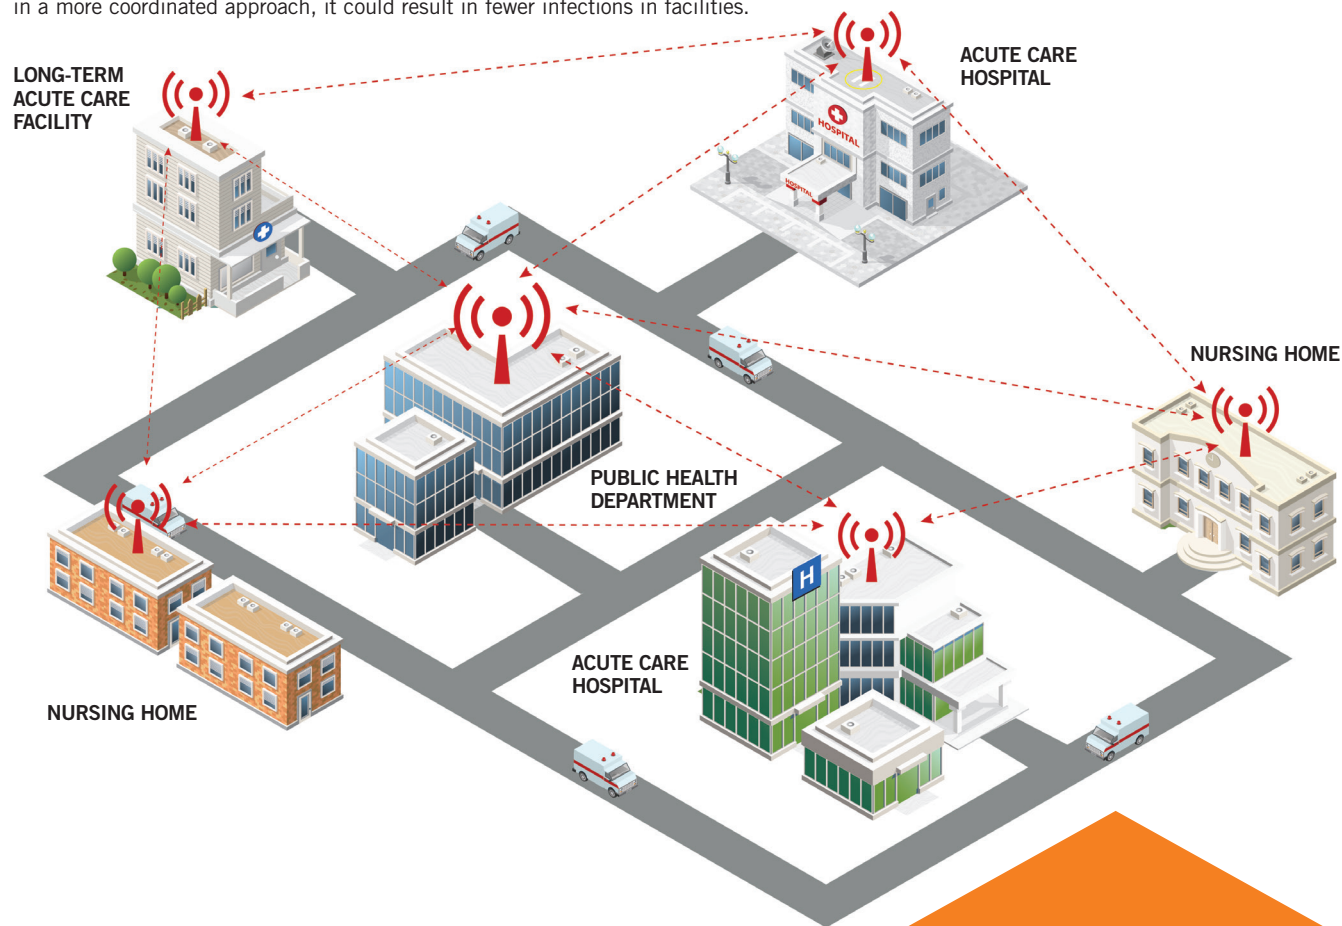 in a more coordinated approach, it could result in fewer infections in facilities.
LONG-TERM
ACUTE CARE
FACILITY
ACUTE CARE
HOSPITAL
HOSPITAL
HOSPITAL
NURSING HOME
PUBLIC HEALTH
DEPARTMENT
H
ACUTE CARE
HOSPITAL
NURSING HOME